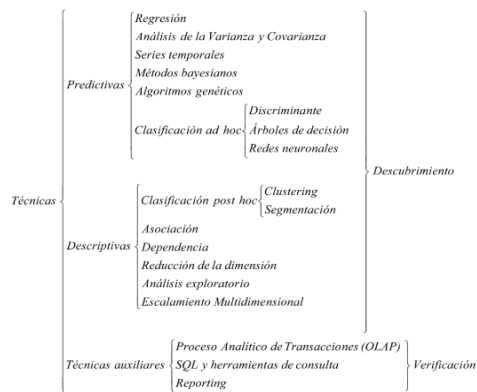 Regresión
Análisis de la Varianza y Covarianza
Series temporales
Métodos bayesianos
Predictivas
Algoritmos genéticos
Discriminante
Clasificación ad hoc
Árboles de decisión
Redes neuronales
Descubrimiento
Técnicas
Clustering
Clasificación post hoc
Segmentación
Asociación
Descriptivas
Dependencia
Reducción de la dimensión
Análisis exploratorio
Escalamiento Multidimensional
Proceso Analítico de Transacciones (OLAP)
Técnicas auxiliares
SQL y herramientas de consulta
Verificación
Reporting